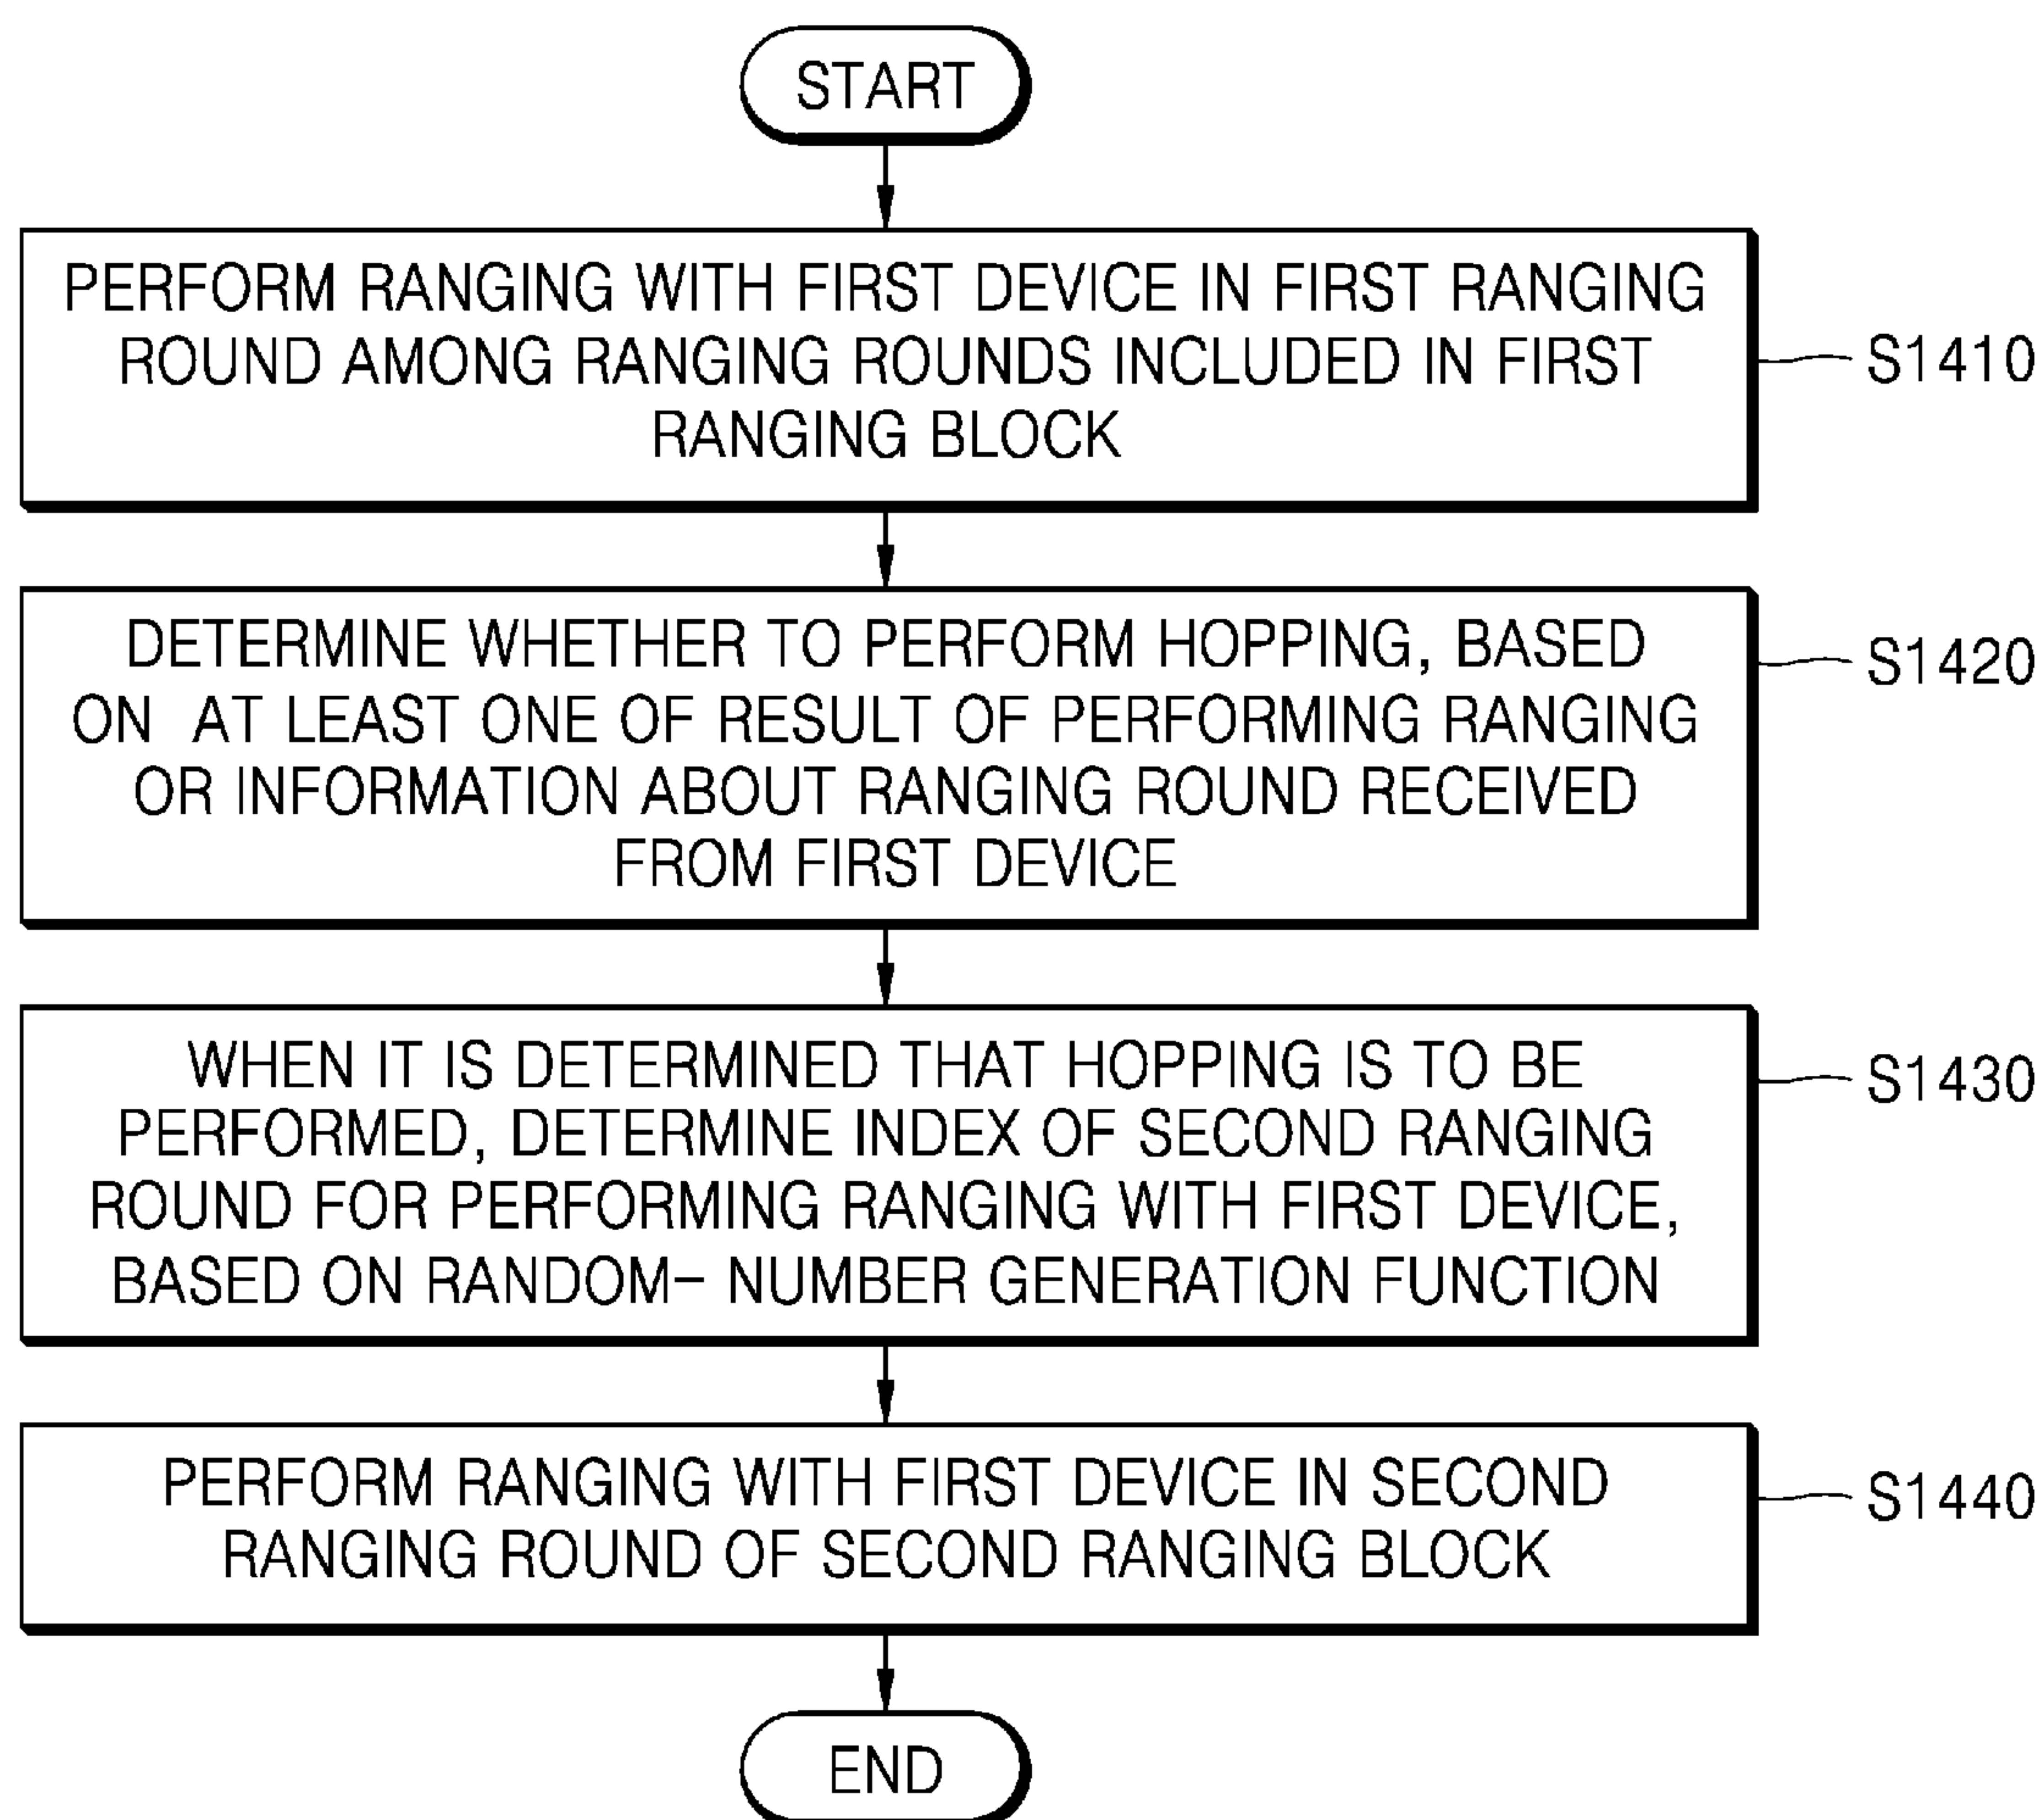 START
PERFORM RANGING WITH FIRST DEVICE IN FIRST RANGING
ROUND AMONG RANGING ROUNDS INCLUDED IN FIRST
RANGING BLOCK
S1410
DETERMINE WHETHER TO PERFORM HOPPING, BASED
ON AT LEAST ONE OF RESULT OF PERFORMING RANGING
OR INFORMATION ABOUT RANGING ROUND RECEIVED
FROM FIRST DEVICE
S1420
WHEN IT IS DETERMINED THAT HOPPING IS TO BE
PERFORMED, DETERMINE INDEX OF SECOND RANGING
ROUND FOR PERFORMING RANGING WITH FIRST DEVICE,
BASED ON RANDOM– NUMBER GENERATION FUNCTION
S1430
PERFORM RANGING WITH FIRST DEVICE IN SECOND
RANGING ROUND OF SECOND RANGING BLOCK
S1440
END